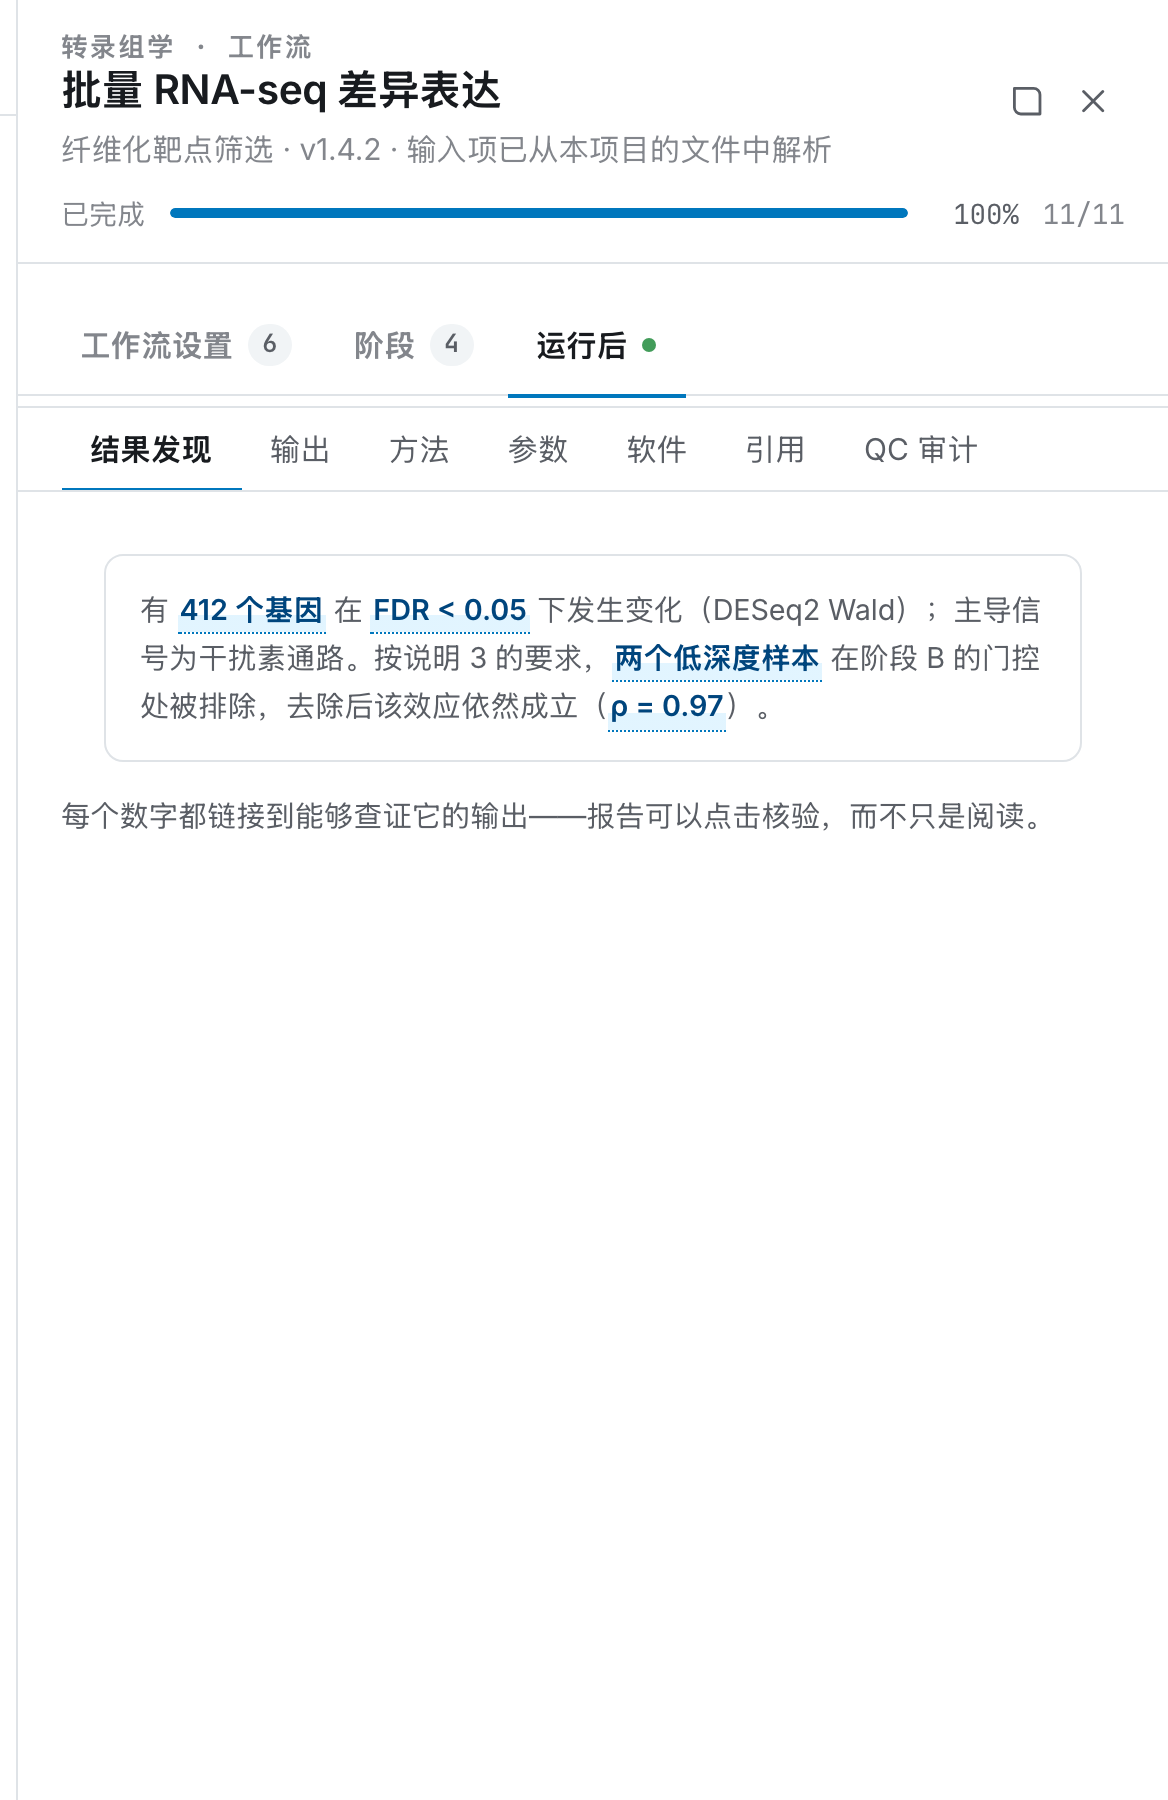 转录组学 · 工作流
批量 RNA-seq 差异表达
纤维化靶点筛选 · v1.4.2 · 输入项已从本项目的文件中解析
已完成 100% 11/11
工作流设置 6 阶段 4 运行后
结果发现 输出 方法 参数 软件 引用 QC 审计
有 412 个基因 在 FDR < 0.05 下发生变化（DESeq2 Wald）；主导信
号为干扰素通路。按说明 3 的要求，两个低深度样本 在阶段 B 的门控
处被排除，去除后该效应依然成立（ρ = 0.97）。
每个数字都链接到能够查证它的输出——报告可以点击核验，而不只是阅读。